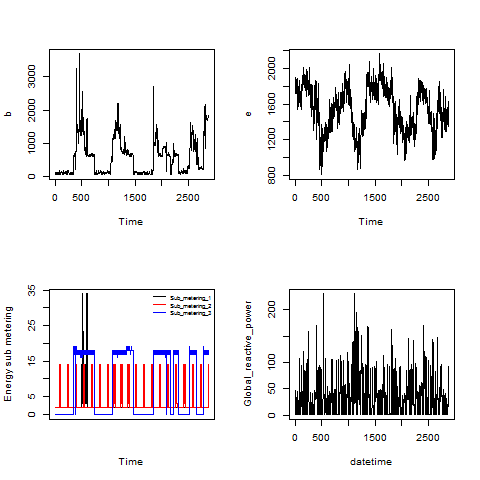 b
0 1000 2000 3000
0 500 1500 2500
Time
e
800 1200 1600 2000
0 500 1500 2500
Time
Energy sub metering
0 5 15 25 35
Sub_metering_1
Sub_metering_2
Sub_metering_3
Time
Global_reactive_power
0 50 100 200
0 500 1500 2500
datetime